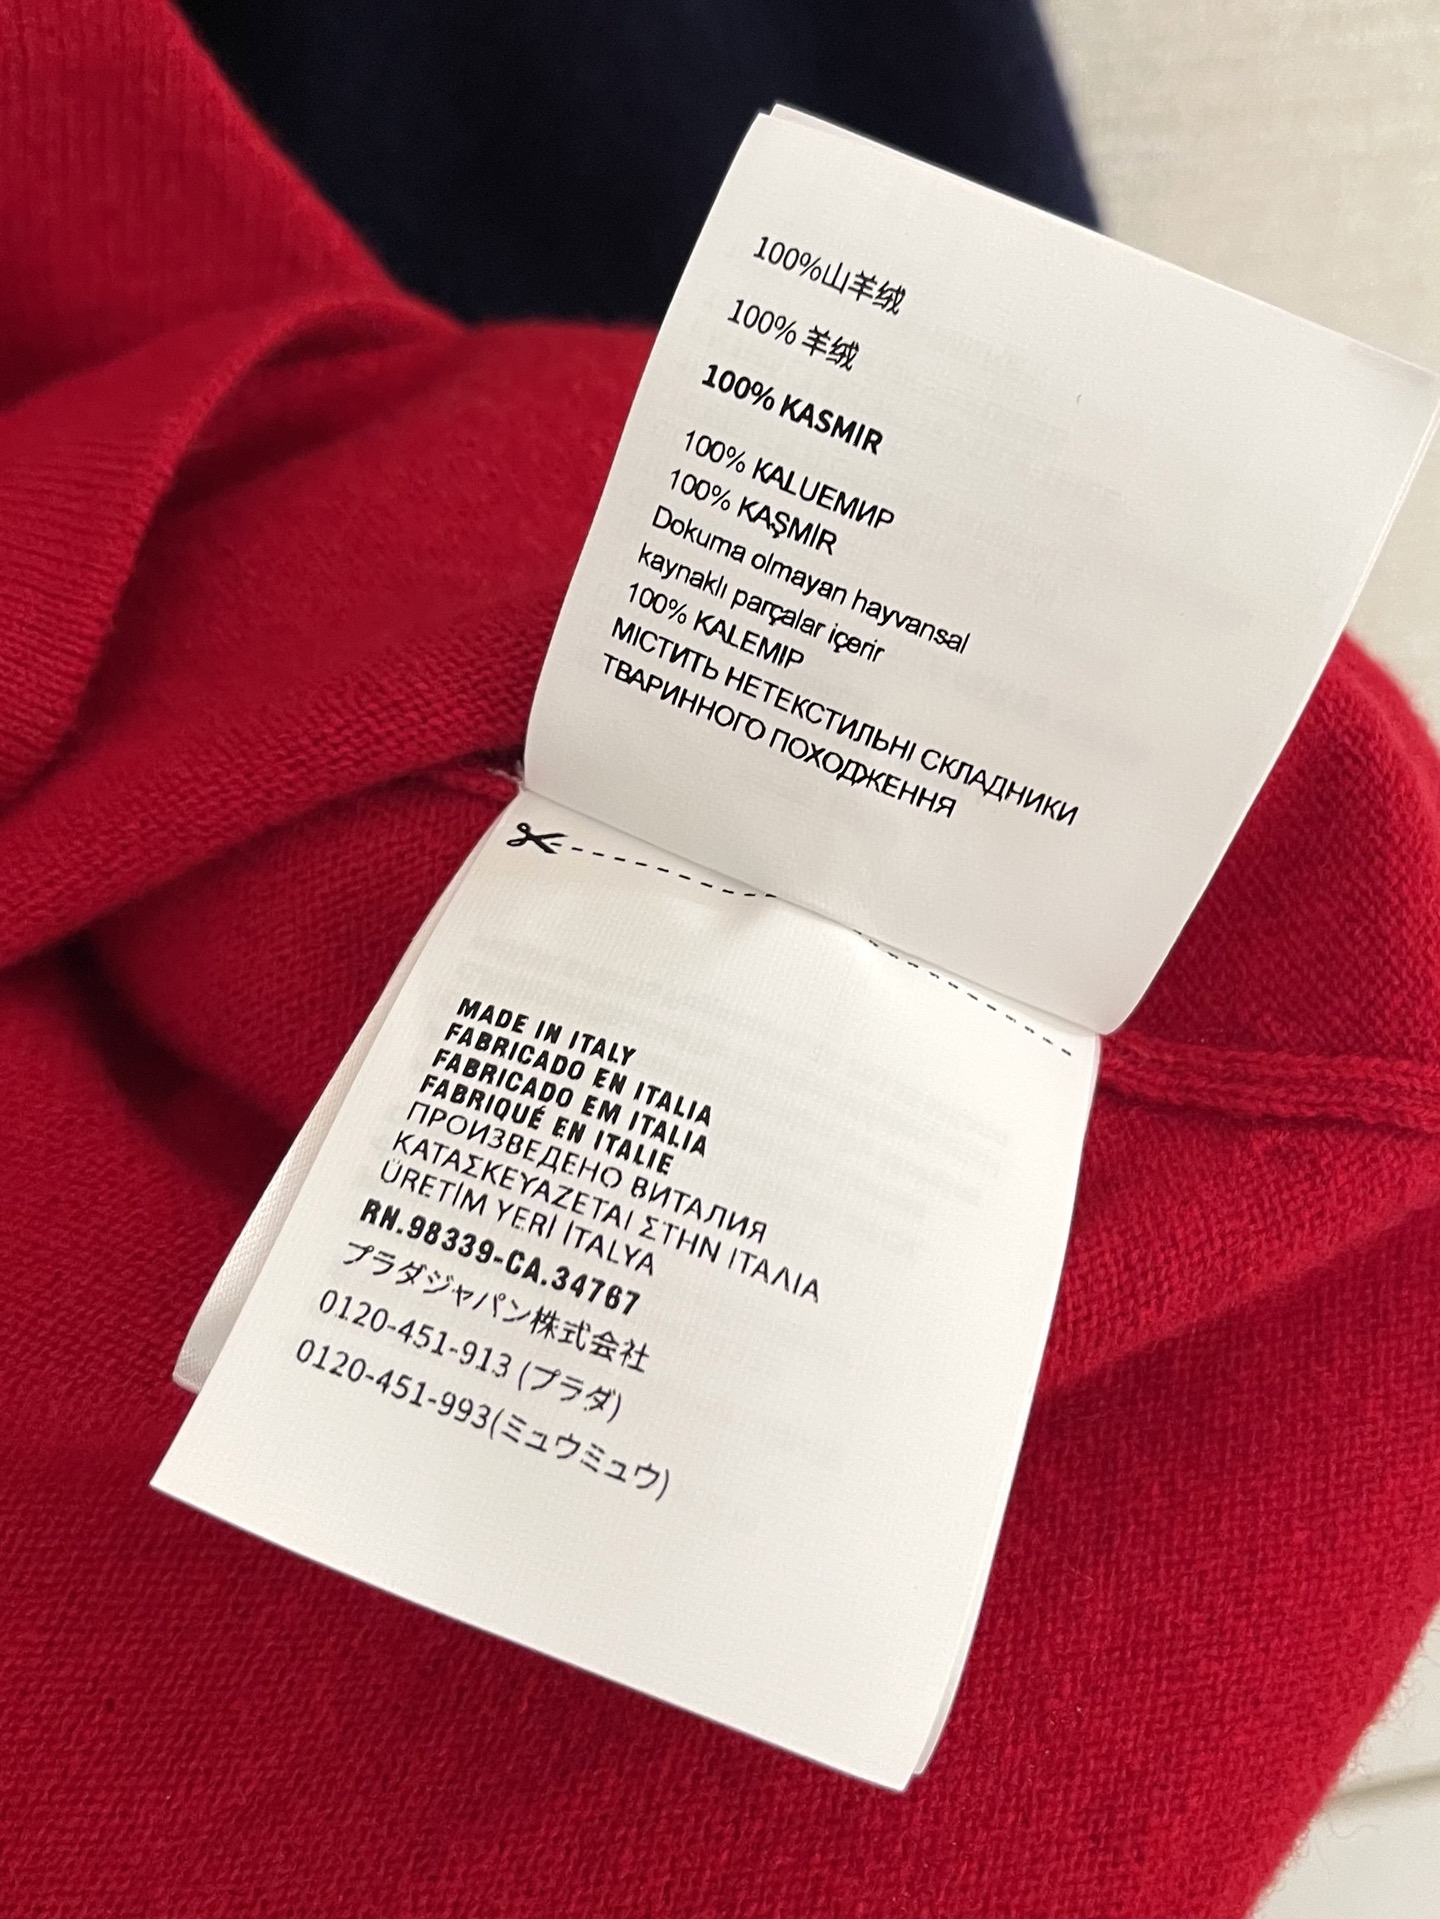 100%山羊绒
100% 羊绒
100% KASMIR
100% KALUEMИP
100% KAŞMİR
Dokuma olmayan hayvansal
kaynaklı parçalar içerir
100% KALEMIP
МІСТИТЬ НЕТЕКСТИЛЬНІ СКЛАДНИКИ
ТВАРИННОГО ПОХОДЖЕННЯ
MADE IN ITALY
FABRICADO EN ITALIA
FABRICADO EM ITALIA
FABRIQUÉ EN ITALIE
ПРОИЗВЕДЕНО ВИТАЛИЯ
ΚΑΤΑΣΚΕΥΑΖΕΤΑΙ ΣΤΗΝ ΙΤΑΛΙΑ
ÜRETİM YERİ İTALYA
RN.98339-CA.34767
プラダジャパン株式会社
0120-451-913 (プラダ)
0120-451-993(ミュウミュウ)